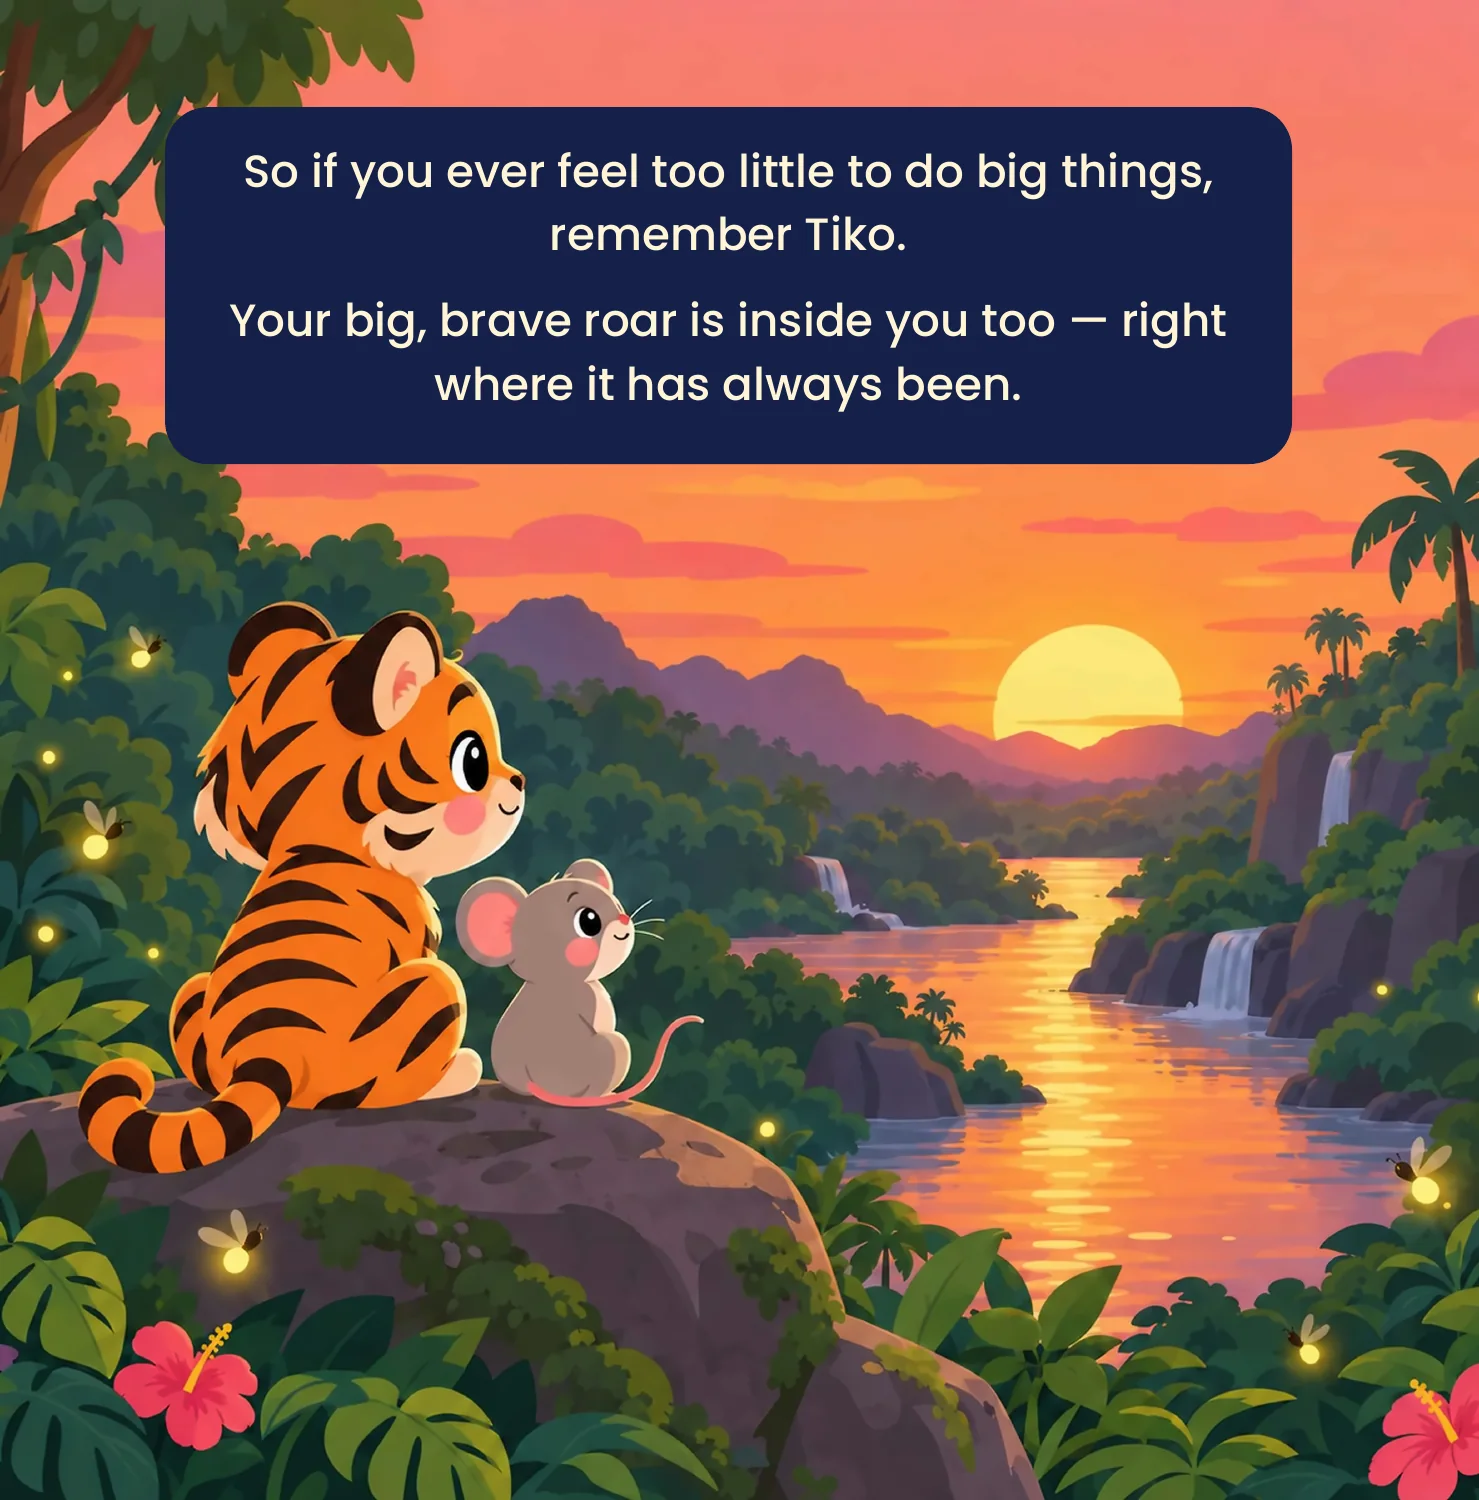 So if you ever feel too little to do big things,
remember Tiko.
Your big, brave roar is inside you too — right
where it has always been.